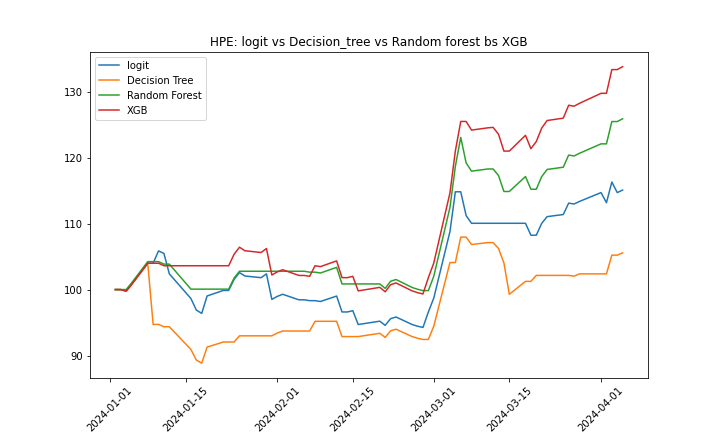 HPE: logit vs Decision_tree vs Random forest bs XGB
logit
Decision Tree
Random Forest
XGB
130
120
110
100
90
2024-01-01
2024-01-15
2024-02-01
2024-02-15
2024-03-01
2024-03-15
2024-04-01